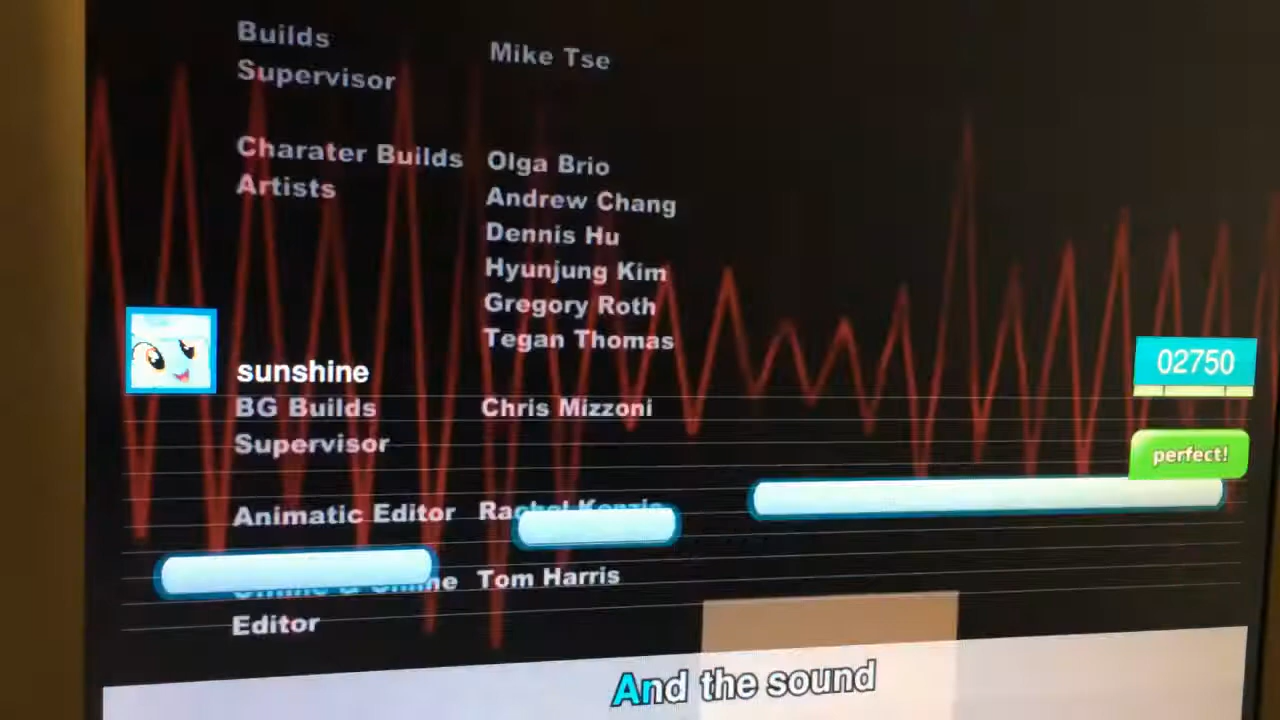 Builds Mike Tse
Supervisor
Charater Builds Olga Brio
Artists Andrew Chang
Dennis Hu
Hyunjung Kim
Gregory Roth
Tegan Thomas
sunshine
02750
BG Builds Chris Mizzoni
Supervisor
perfect!
Animatic Editor
Tom Harris
Editor
And the sound